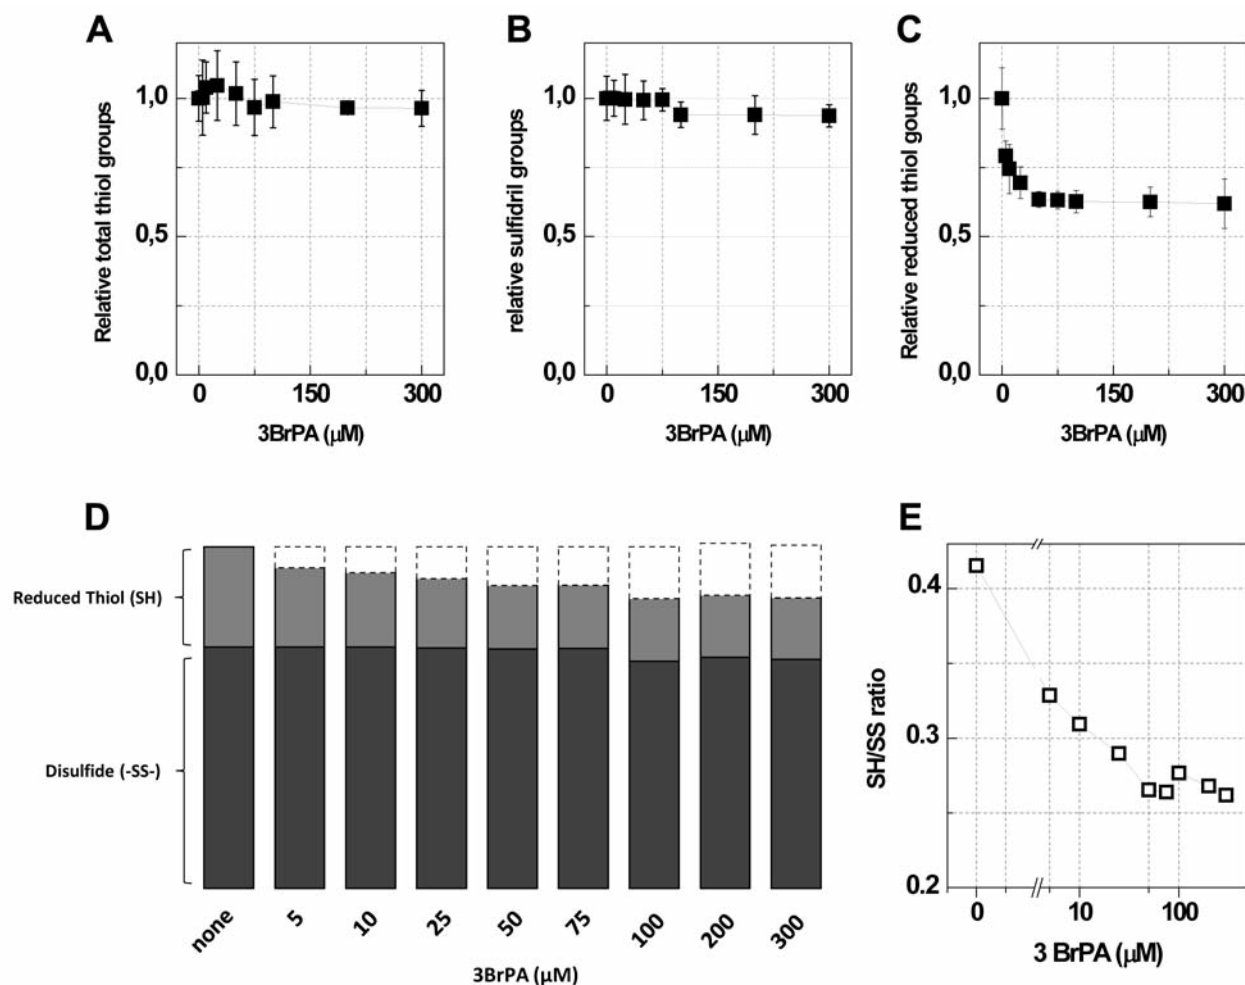 A
Relative total thiol groups
1,0
0,5
0,0
0
150
300
3BrPA (μM)
B
relative sulfidril groups
1,0
0,5
0,0
0
150
300
3BrPA (μM)
C
Relative reduced thiol goups
1,0
0,5
0,0
0
150
300
3BrPA (μM)
D
Reduced Thiol (SH)
Disulfide (-SS-)
none
5
10
25
50
75
100
200
300
3BrPA (μM)
E
SH/SS ratio
0.4
0.3
0.2
0
10
100
3 BrPA (μM)